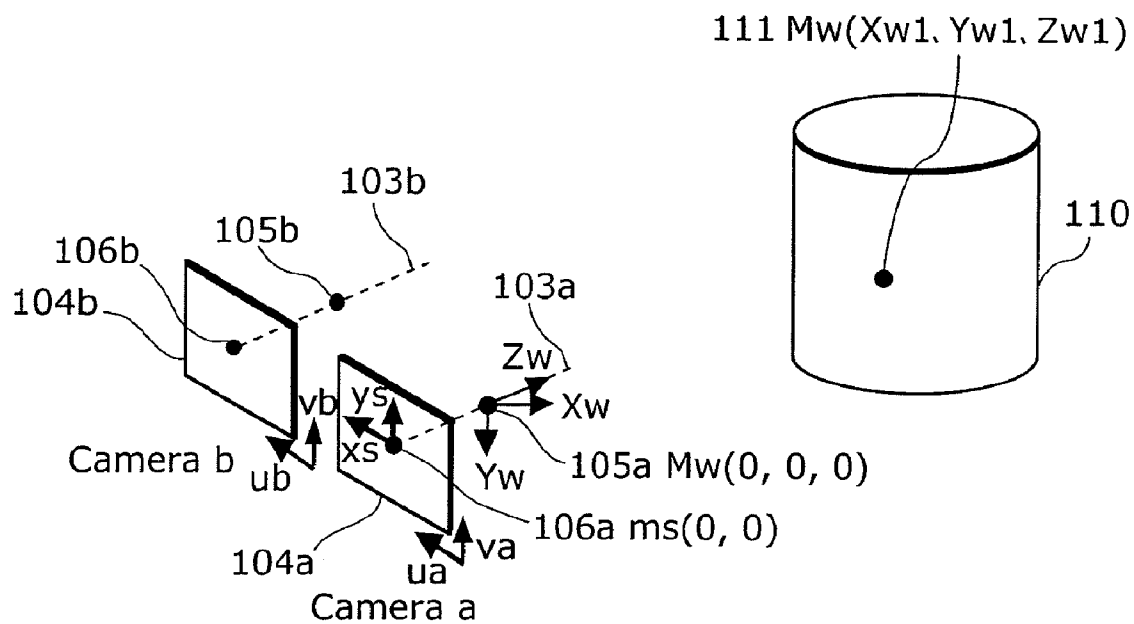 111 Mw(Xw1、Yw1、Zw1)
103b
105b
106b
104b
110
103a
Zw
Xw
Yw
vb
ys
xs
ub
Camera b
105a Mw(0, 0, 0)
106a ms(0, 0)
va
ua
104a
Camera a